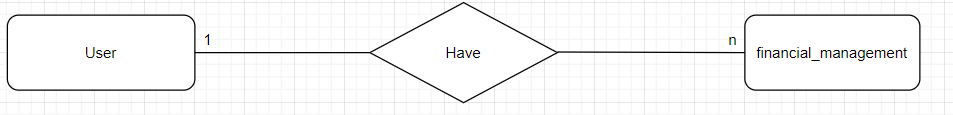 User
1
Have
n
financial_management